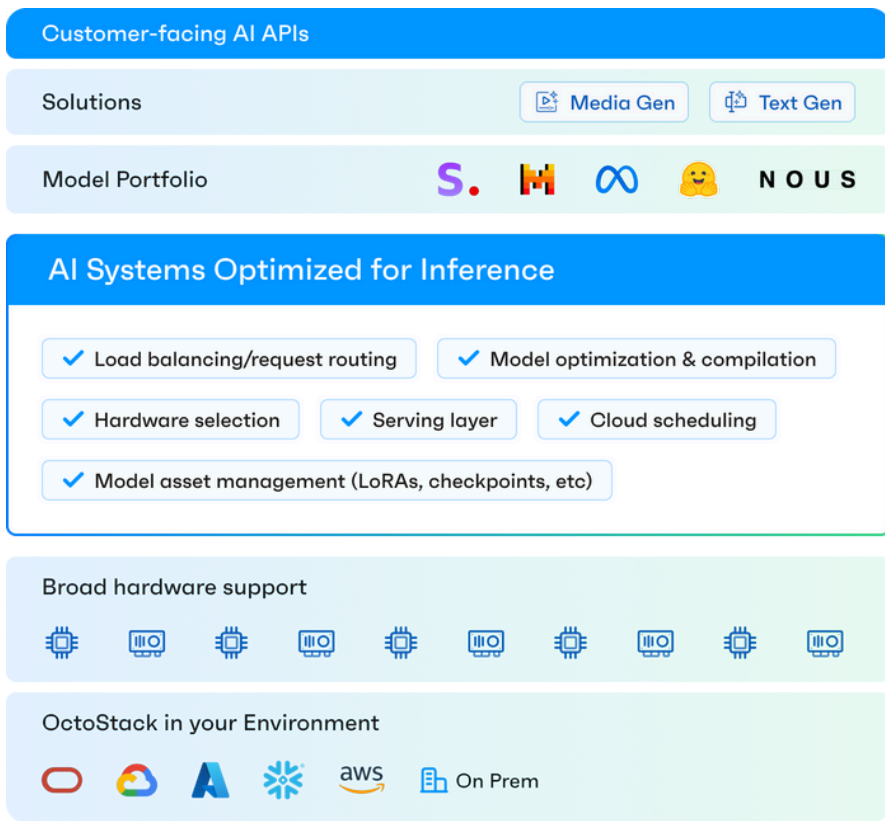 Customer-facing AI APIs
Solutions
Media Gen
Text Gen
Model Portfolio
S.
NOUS
AI Systems Optimized for Inference
Load balancing/request routing
Model optimization & compilation
Hardware selection
Serving layer
Cloud scheduling
Model asset management (LoRAs, checkpoints, etc)
Broad hardware support
OctoStack in your Environment
aws
On Prem